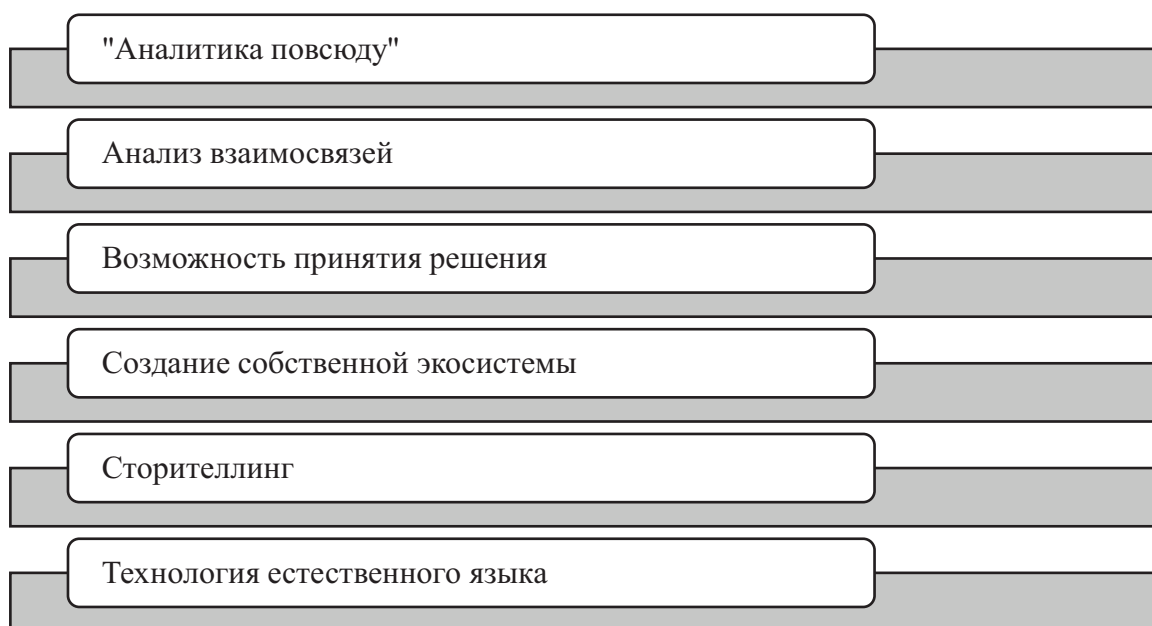 "Аналитика повсюду"
Анализ взаимосвязей
Возможность принятия решения
Создание собственной экосистемы
Сторителлинг
Технология естественного языка